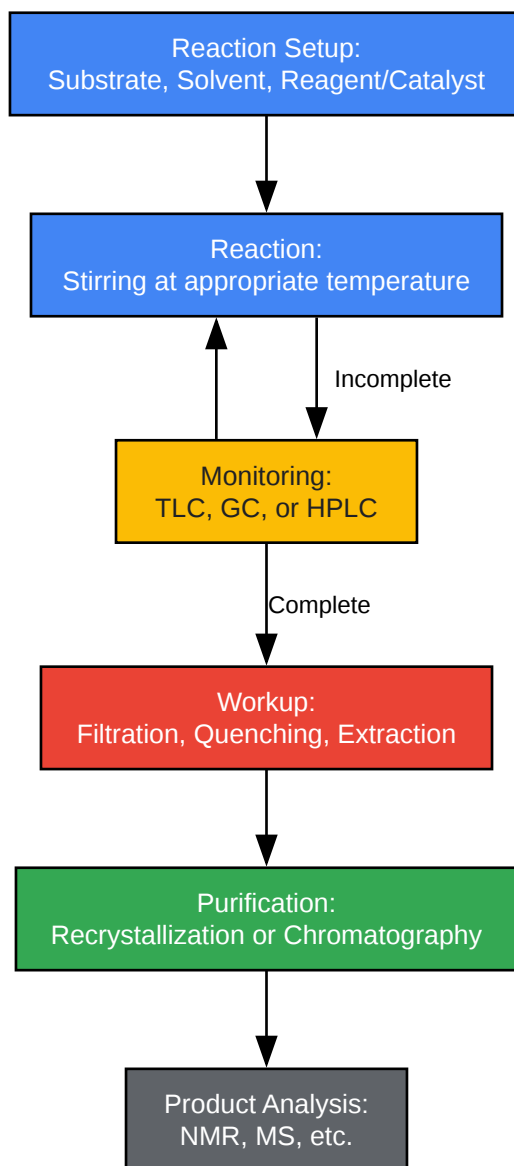 Reaction Setup:
Substrate, Solvent, Reagent/Catalyst
Reaction:
Stirring at appropriate temperature
Incomplete
Monitoring:
TLC, GC, or HPLC
Complete
Workup:
Filtration, Quenching, Extraction
Purification:
Recrystallization or Chromatography
Product Analysis:
NMR, MS, etc.